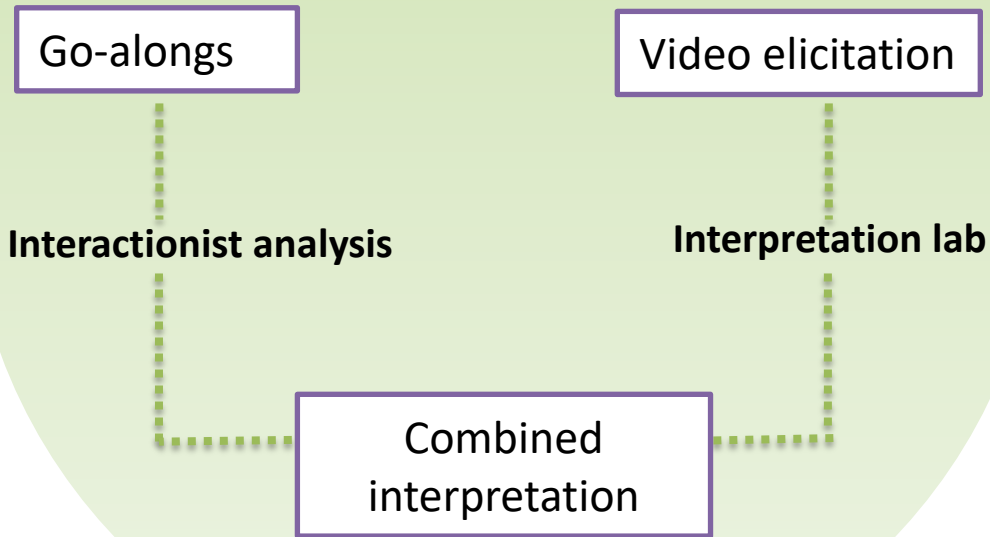 Go-alongs
Video elicitation
Interactionist analysis
Interpretation lab
Combined
interpretation